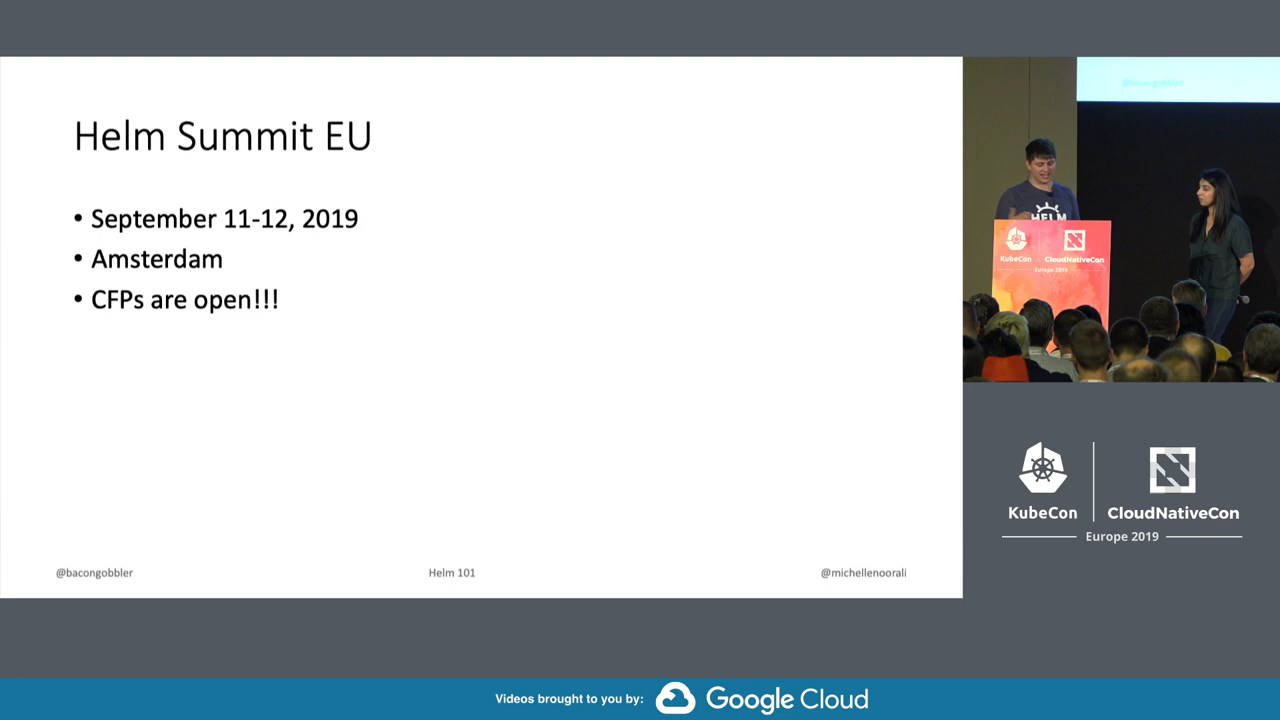 Helm Summit EU
• September 11-12, 2019
• Amsterdam
• CFPs are open!!!
@bacongobbler
Helm 101
@michellenoorali
@bacongobbler
HELM
KubeCon
CloudNativeCon
Europe 2019
KubeCon
CloudNativeCon
Europe 2019
Videos brought to you by:
Google Cloud